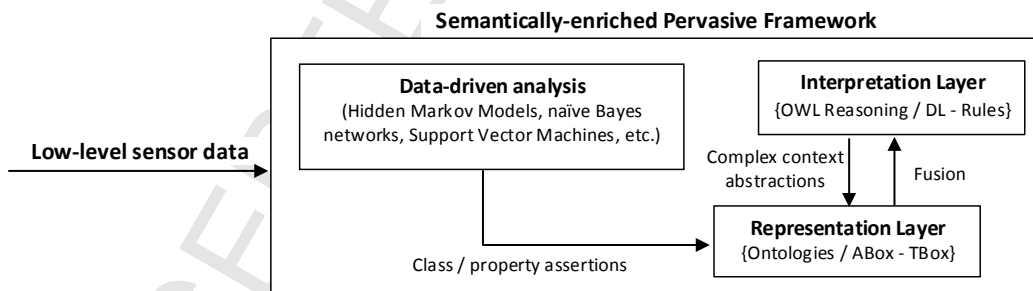 Semantically-enriched Pervasive Framework
Data-driven analysis
(Hidden Markov Models, naïve Bayes
networks, Support Vector Machines, etc.)
Interpretation Layer
{OWL Reasoning / DL - Rules}
Low-level sensor data
Complex context
abstractions
Fusion
Representation Layer
{Ontologies / ABox - TBox}
Class / property assertions